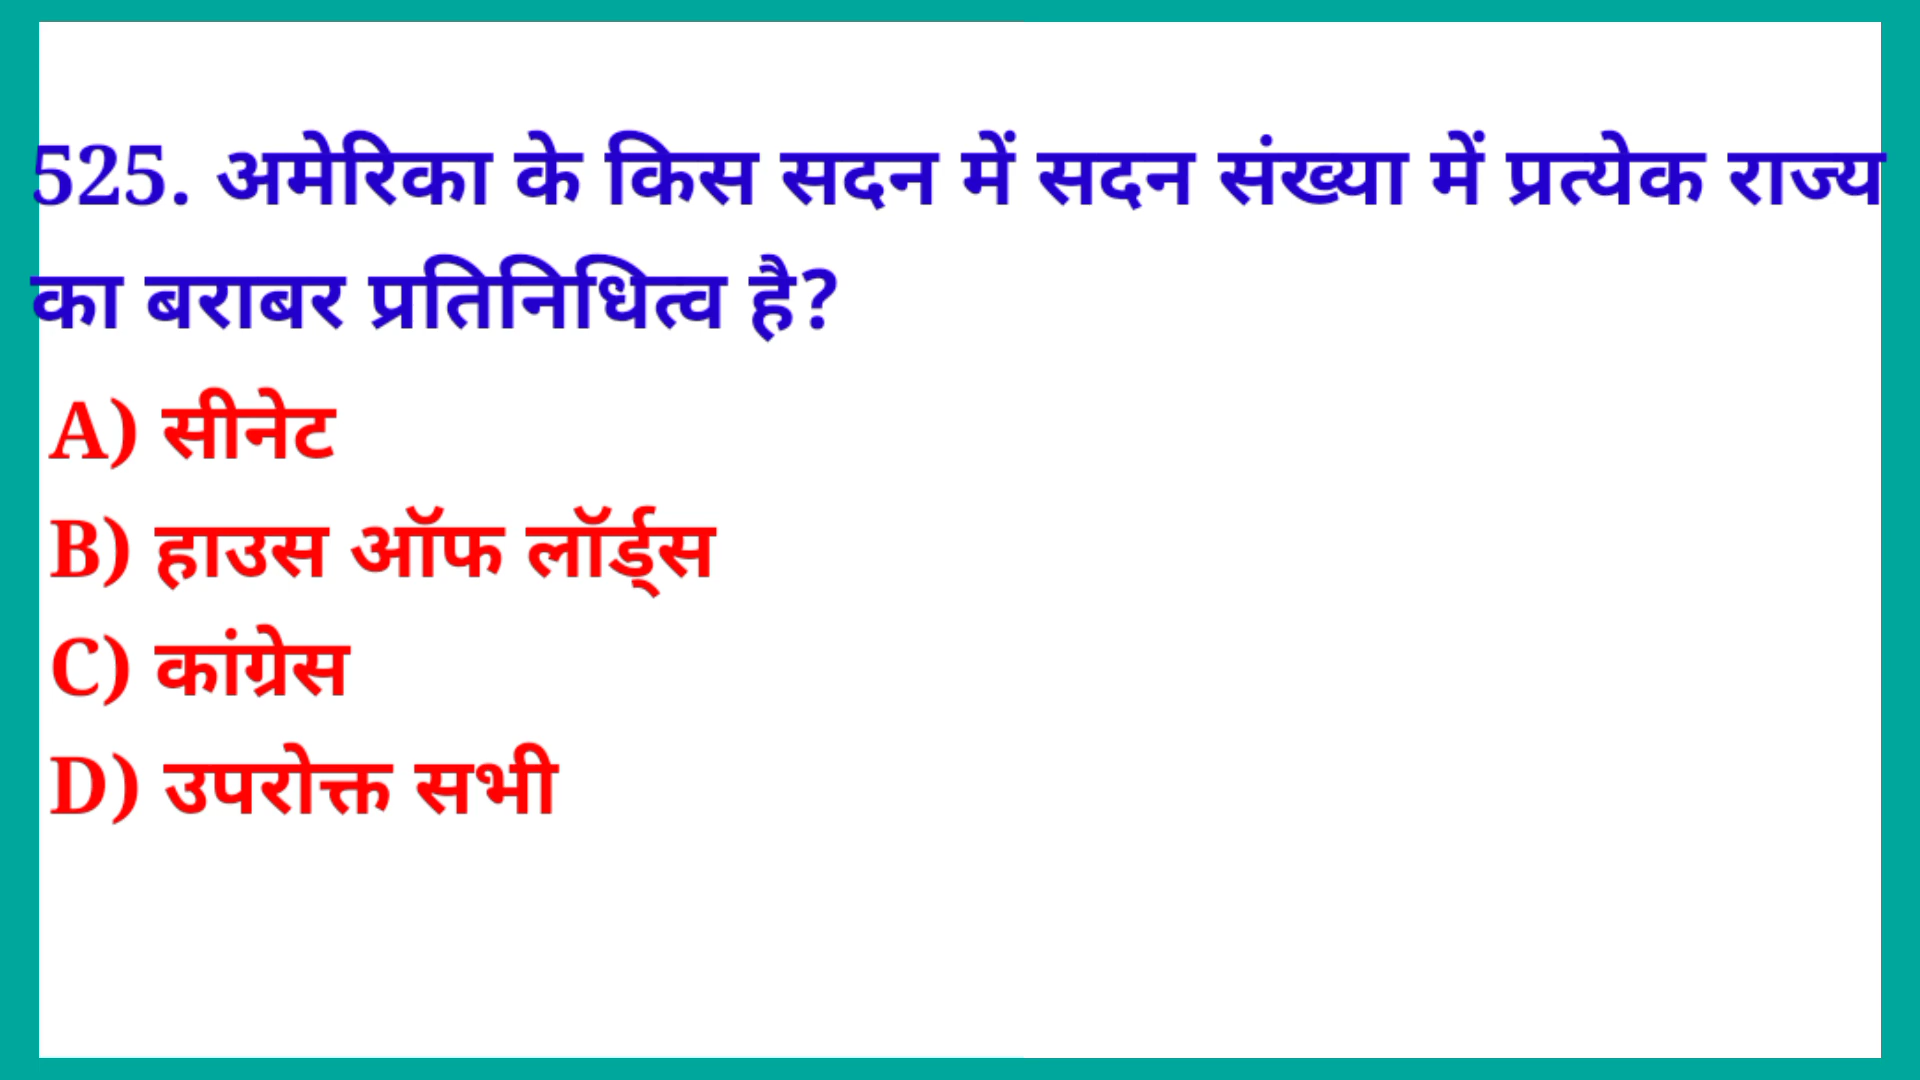 525. अमेरिका के किस सदन में सदन संख्या में प्रत्येक राज्य
का बराबर प्रतिनिधित्व है?
A) सीनेट
B) हाउस ऑफ लॉर्ड्स
C) कांग्रेस
D) उपरोक्त सभी